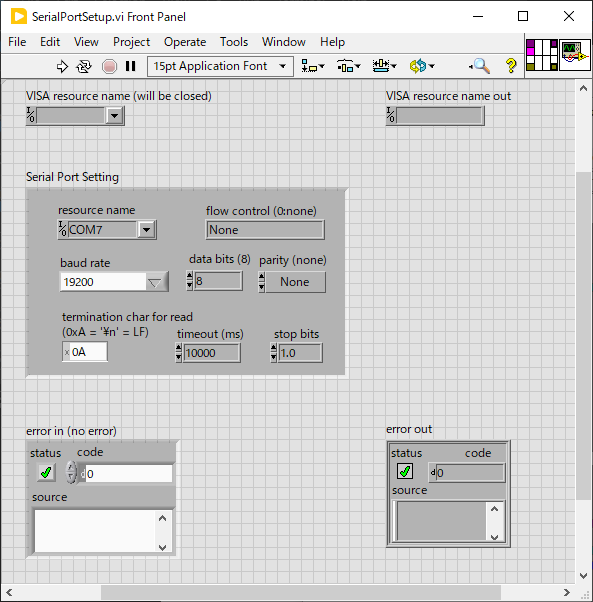 SerialPortSetup.vi Front Panel
File Edit View Project Operate Tools Window Help
15pt Application Font
VISA resource name (will be closed)
VISA resource name out
Serial Port Setting
resource name
flow control (0:none)
COM7
None
baud rate
data bits (8)
parity (none)
19200
8
None
termination char for read
(0xA = '¥n' = LF)
timeout (ms)
stop bits
x 0A
10000
1.0
error in (no error)
error out
status code
status code
d 0
d 0
source
source